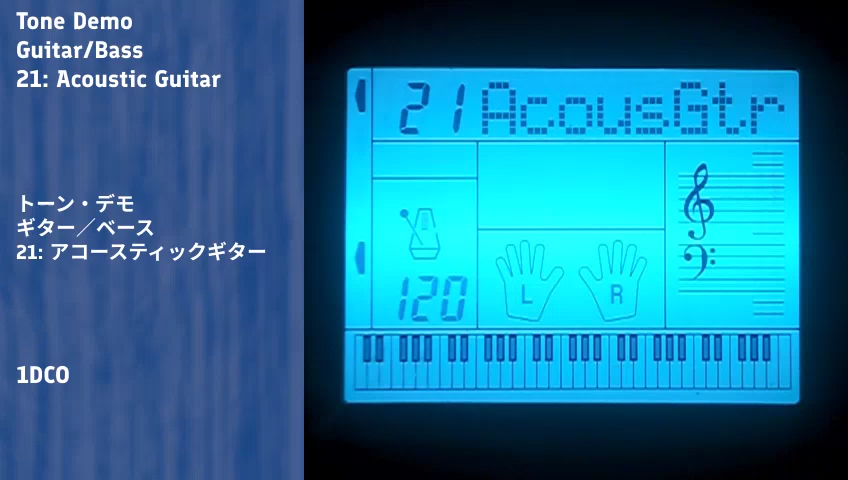 Tone Demo
Guitar/Bass
21: Acoustic Guitar
トーン・デモ
ギター／ベース
21: アコースティックギター
1DCO
21 AcousGtr
120
L R